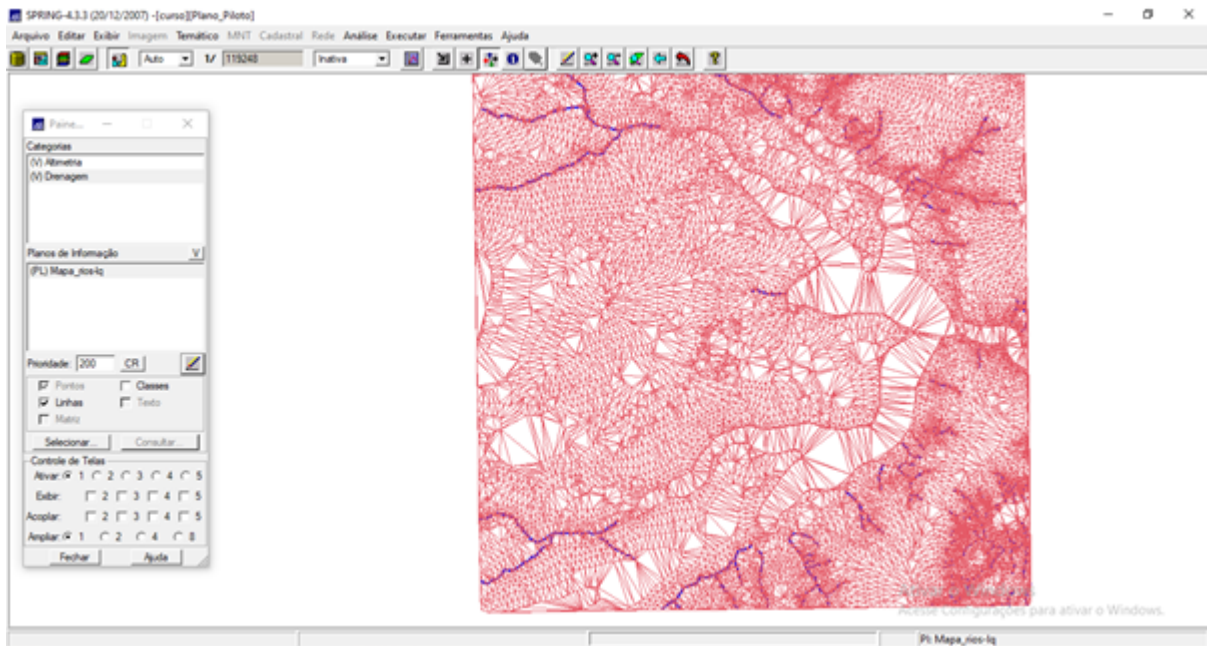 SPRING-4.3.3 (20/12/2007) -[curso][Plano_Piloto]
Arquivo Editar Exibir Imagem Temático MNT Cadastral Rede Análise Executar Ferramentas Ajuda
Auto 1/ 119248 Inativa
Paine...
Categorias
(V) Altimetria
(V) Drenagem
Planos de Informação V
(PL) Mapa_rios-lq
Prioridade: 200 CR
Pontos Classes
Linhas Texto
Matriz
Selecionar... Consultar...
Controle de Telas
Ativar: 1 2 3 4 5
Exibir: 2 3 4 5
Acoplar: 2 3 4 5
Ampliar: 1 2 4 8
Fechar Ajuda
Acesse Configurações para ativar o Windows.
PI: Mapa_rios-lq